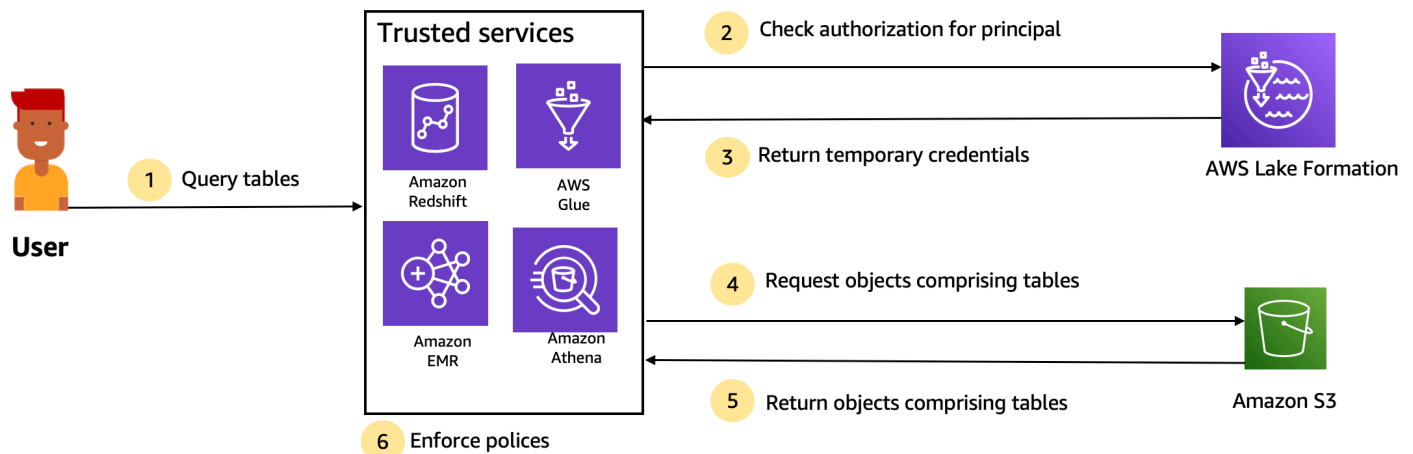 Trusted services
2
Check authorization for principal
Amazon
Redshift
AWS
Glue
3
Return temporary credentials
AWS Lake Formation
1
Query tables
User
4
Request objects comprising tables
Amazon
EMR
Amazon
Athena
5
Return objects comprising tables
Amazon S3
6
Enforce polices